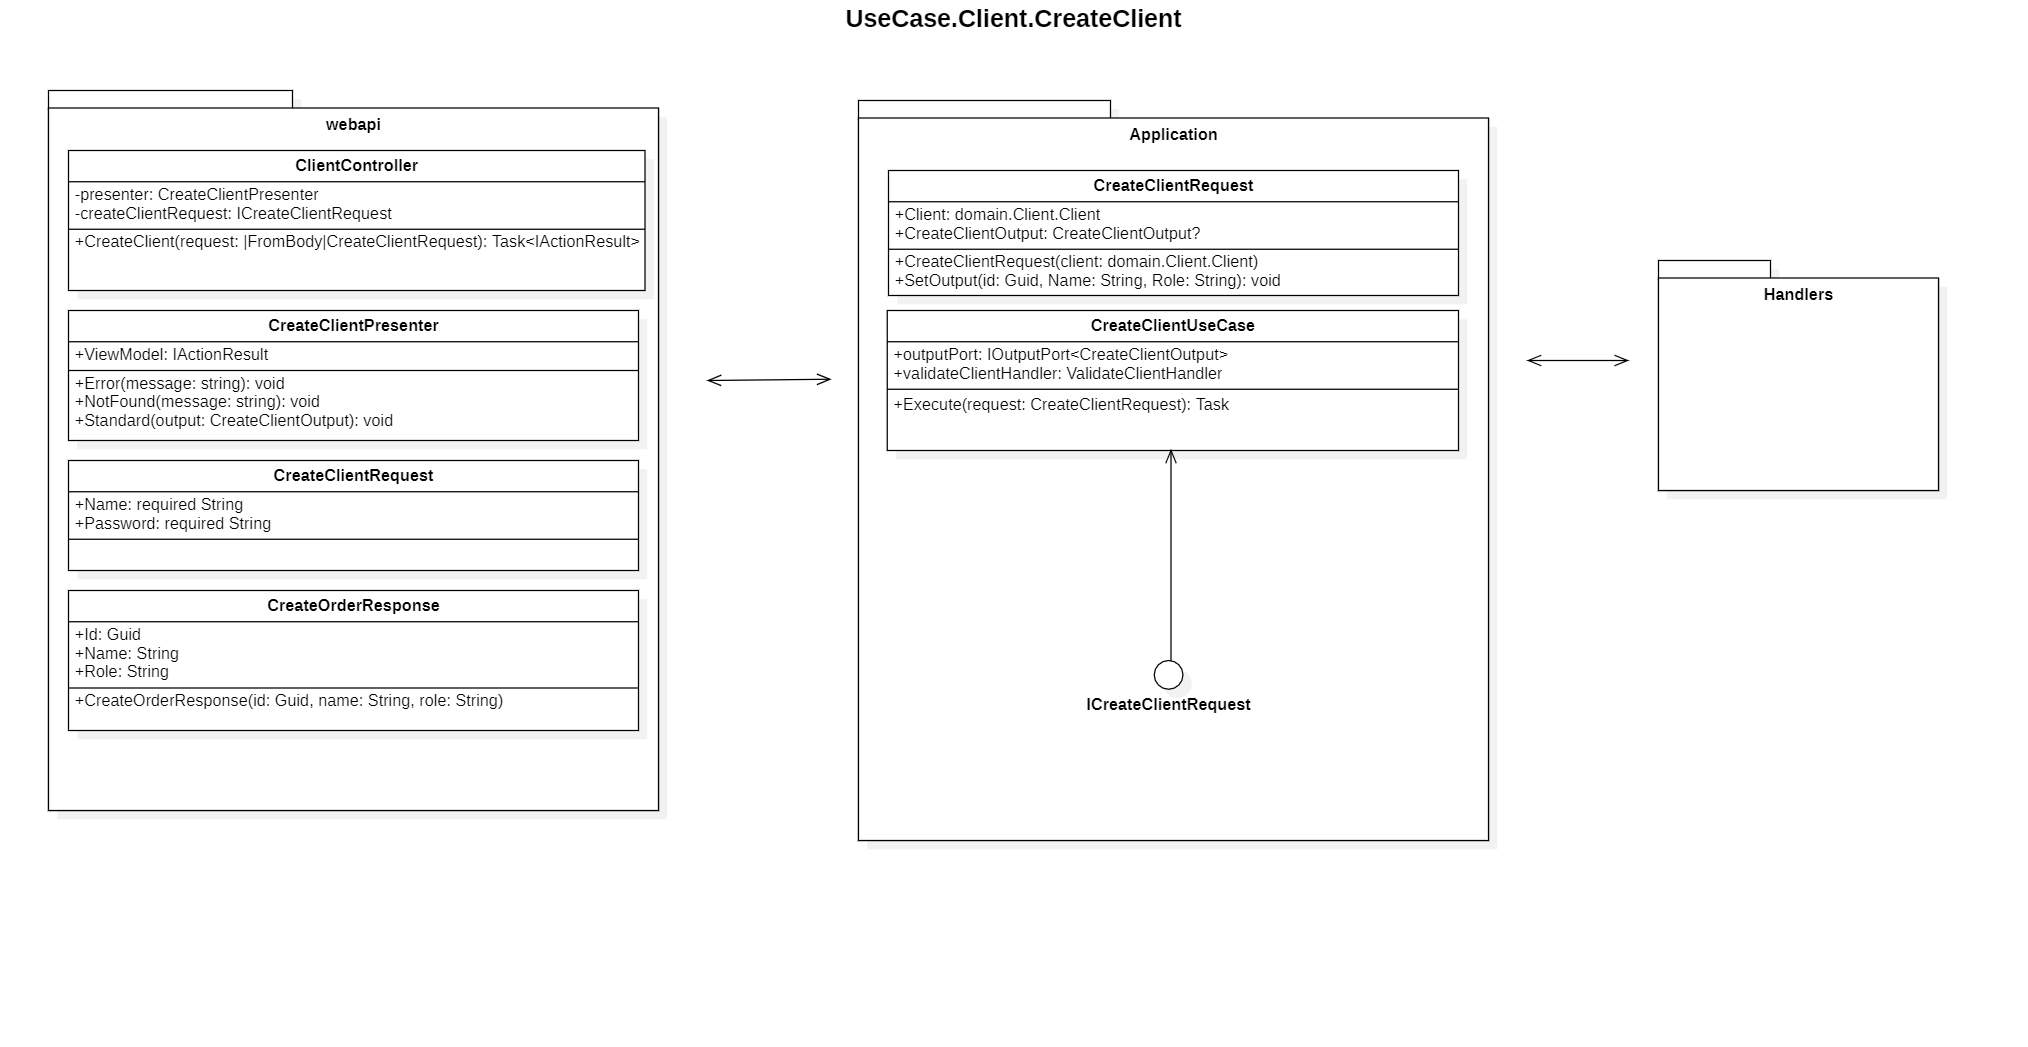 UseCase.Client.CreateClient
webapi
ClientController
-presenter: CreateClientPresenter
-createClientRequest: ICreateClientRequest
+CreateClient(request: |FromBody|CreateClientRequest): Task<IActionResult>
CreateClientPresenter
+ViewModel: IActionResult
+Error(message: string): void
+NotFound(message: string): void
+Standard(output: CreateClientOutput): void
CreateClientRequest
+Name: required String
+Password: required String
CreateOrderResponse
+Id: Guid
+Name: String
+Role: String
+CreateOrderResponse(id: Guid, name: String, role: String)
Application
CreateClientRequest
+Client: domain.Client.Client
+CreateClientOutput: CreateClientOutput?
+CreateClientRequest(client: domain.Client.Client)
+SetOutput(id: Guid, Name: String, Role: String): void
CreateClientUseCase
+outputPort: IOutputPort<CreateClientOutput>
+validateClientHandler: ValidateClientHandler
+Execute(request: CreateClientRequest): Task
ICreateClientRequest
Handlers